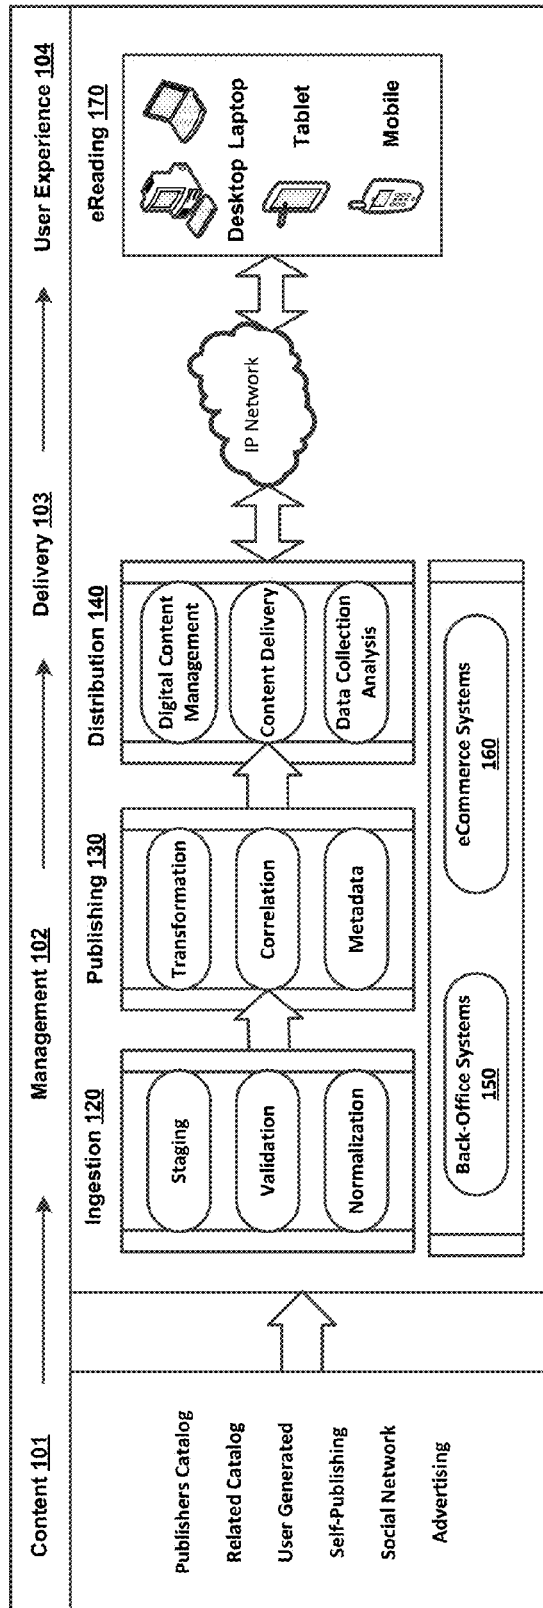 Content 101
Management 102
Delivery 103
User Experience 104
Publishers Catalog
Related Catalog
User Generated
Self-Publishing
Social Network
Advertising
Ingestion 120
Staging
Validation
Normalization
Publishing 130
Transformation
Correlation
Metadata
Distribution 140
Digital Content
Management
Content Delivery
Data Collection
Analysis
Back-Office Systems
150
eCommerce Systems
160
IP Network
eReading 170
Desktop Laptop
Tablet
Mobile